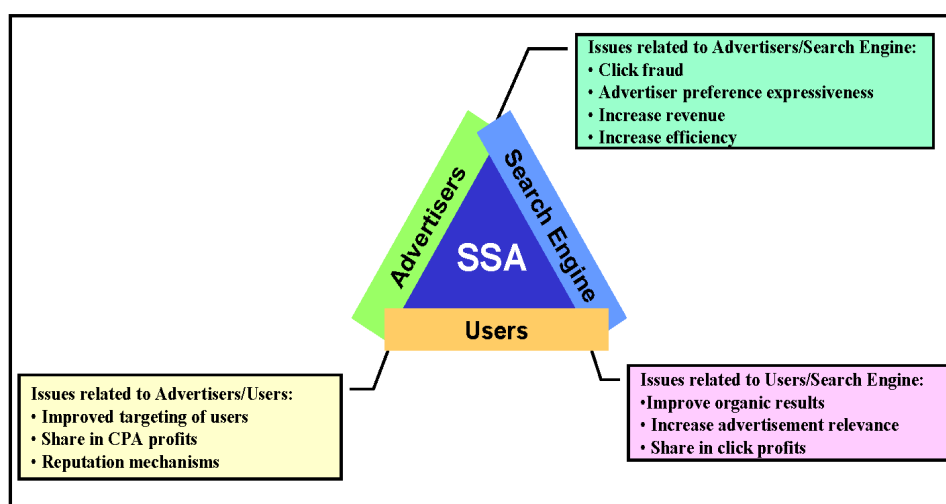 Issues related to Advertisers/Search Engine:
• Click fraud
• Advertiser preference expressiveness
• Increase revenue
• Increase efficiency
Advertisers
Search Engine
SSA
Users
Issues related to Advertisers/Users:
• Improved targeting of users
• Share in CPA profits
• Reputation mechanisms
Issues related to Users/Search Engine:
•Improve organic results
• Increase advertisement relevance
• Share in click profits